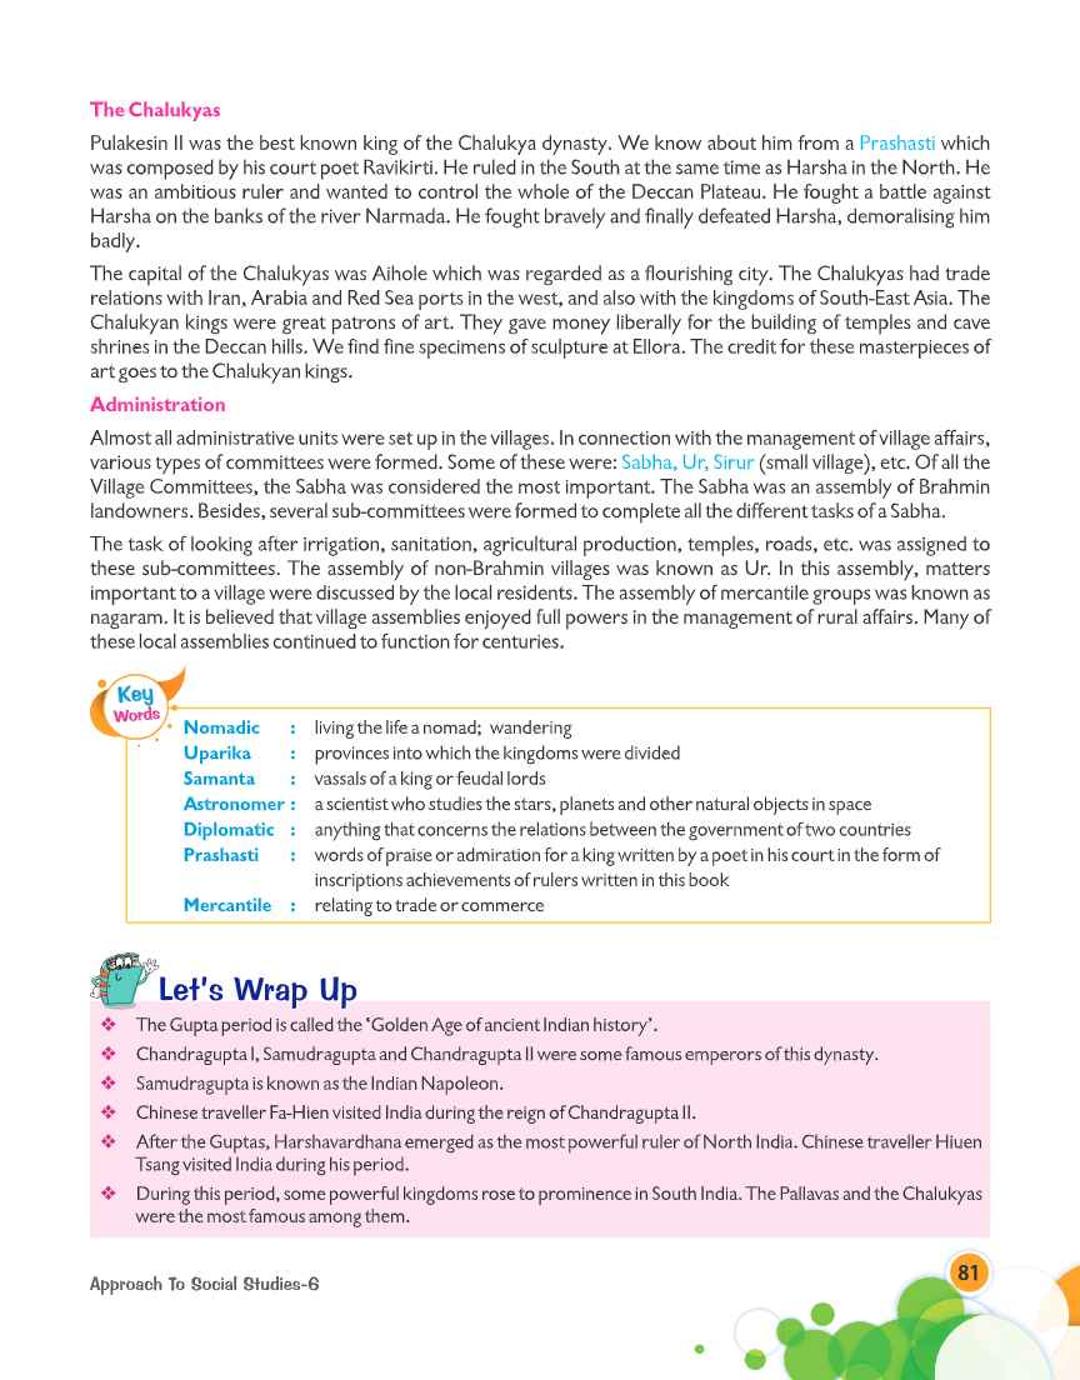 The Chalukyas
Pulakesin II was the best known king of the Chalukya dynasty. We know about him from a Prashasti which
was composed by his court poet Ravikirti. He ruled in the South at the same time as Harsha in the North. He
was an ambitious ruler and wanted to control the whole of the Deccan Plateau. He fought a battle against
Harsha on the banks of the river Narmada. He fought bravely and finally defeated Harsha, demoralising him
badly.
The capital of the Chalukyas was Aihole which was regarded as a flourishing city. The Chalukyas had trade
relations with Iran, Arabia and Red Sea ports in the west, and also with the kingdoms of South-East Asia. The
Chalukyan kings were great patrons of art. They gave money liberally for the building of temples and cave
shrines in the Deccan hills. We find fine specimens of sculpture at Ellora. The credit for these masterpieces of
art goes to the Chalukyan kings.
Administration
Almost all administrative units were set up in the villages. In connection with the management of village affairs,
various types of committees were formed. Some of these were: Sabha, Ur, Sirur (small village), etc. Of all the
Village Committees, the Sabha was considered the most important. The Sabha was an assembly of Brahmin
landowners. Besides, several sub-committees were formed to complete all the different tasks of a Sabha.
The task of looking after irrigation, sanitation, agricultural production, temples, roads, etc. was assigned to
these sub-committees. The assembly of non-Brahmin villages was known as Ur. In this assembly, matters
important to a village were discussed by the local residents. The assembly of mercantile groups was known as
nagaram. It is believed that village assemblies enjoyed full powers in the management of rural affairs. Many of
these local assemblies continued to function for centuries.
Key
Words
Nomadic : living the life a nomad; wandering
Uparika : provinces into which the kingdoms were divided
Samanta : vassals of a king or feudal lords
Astronomer : a scientist who studies the stars, planets and other natural objects in space
Diplomatic : anything that concerns the relations between the government of two countries
Prashasti : words of praise or admiration for a king written by a poet in his court in the form of
inscriptions achievements of rulers written in this book
Mercantile : relating to trade or commerce
Let's Wrap Up
❖ The Gupta period is called the 'Golden Age of ancient Indian history'.
❖ Chandragupta I, Samudragupta and Chandragupta II were some famous emperors of this dynasty.
❖ Samudragupta is known as the Indian Napoleon.
❖ Chinese traveller Fa-Hien visited India during the reign of Chandragupta II.
❖ After the Guptas, Harshavardhana emerged as the most powerful ruler of North India. Chinese traveller Hiuen
Tsang visited India during his period.
❖ During this period, some powerful kingdoms rose to prominence in South India. The Pallavas and the Chalukyas
were the most famous among them.
Approach To Social Studies-6
81